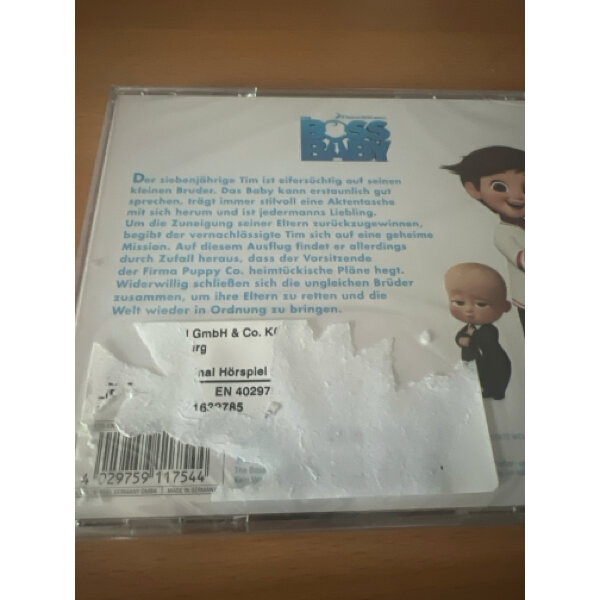 BOSS
BABY
Der siebenjährige Tim ist eifersüchtig auf seinen
kleinen Bruder. Das Baby kann erstaunlich gut
sprechen, trägt immer stilvoll eine Aktentasche
mit sich herum und ist jedermanns Liebling.
Um die Zuneigung seiner Eltern zurückzugewinnen,
begibt der vernachlässigte Tim sich auf eine geheime
Mission. Auf diesem Ausflug findet er allerdings
durch Zufall heraus, dass der Vorsitzende
der Firma Puppy Co. heimtückische Pläne hegt.
Widerwillig schließen sich die ungleichen Brüder
zusammen, um ihre Eltern zu retten und die
Welt wieder in Ordnung zu bringen.
GmbH & Co. K
rg
nal Hörspiel
EN 40297
4 029759 117544
The Boss
MADE IN GERMANY